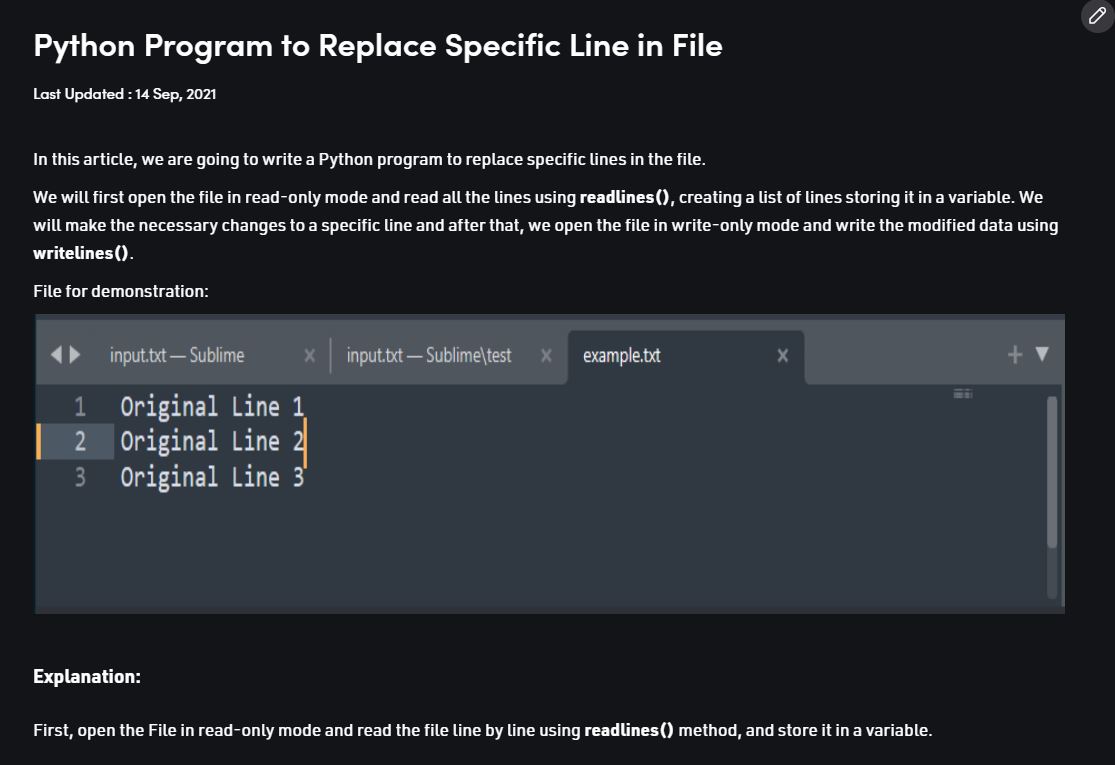 Python Program to Replace Specific Line in File
Last Updated : 14 Sep, 2021
In this article, we are going to write a Python program to replace specific lines in the file.
We will first open the file in read-only mode and read all the lines using readlines(), creating a list of lines storing it in a variable. We
will make the necessary changes to a specific line and after that, we open the file in write-only mode and write the modified data using
writelines().
File for demonstration:
input.txt — Sublime x input.txt — Sublime\test x example.txt x +
1 Original Line 1
2 Original Line 2
3 Original Line 3
Explanation:
First, open the File in read-only mode and read the file line by line using readlines() method, and store it in a variable.